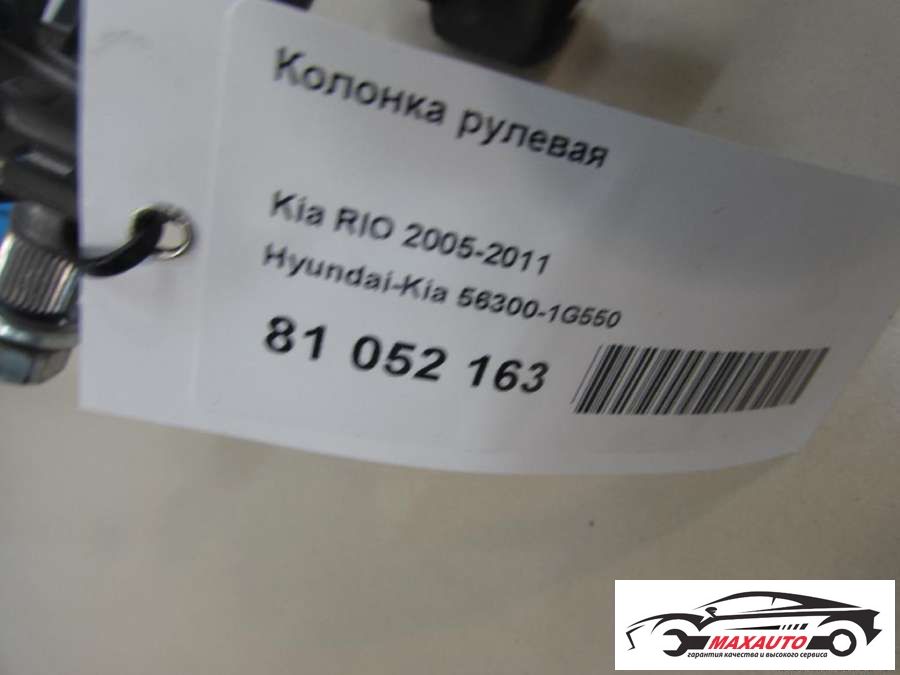 Колонка рулевая
Kia RIO 2005-2011
Hyundai-Kia 56300-1G550
81 052 163
MAXAUTO
гарантия качества и высокого сервиса